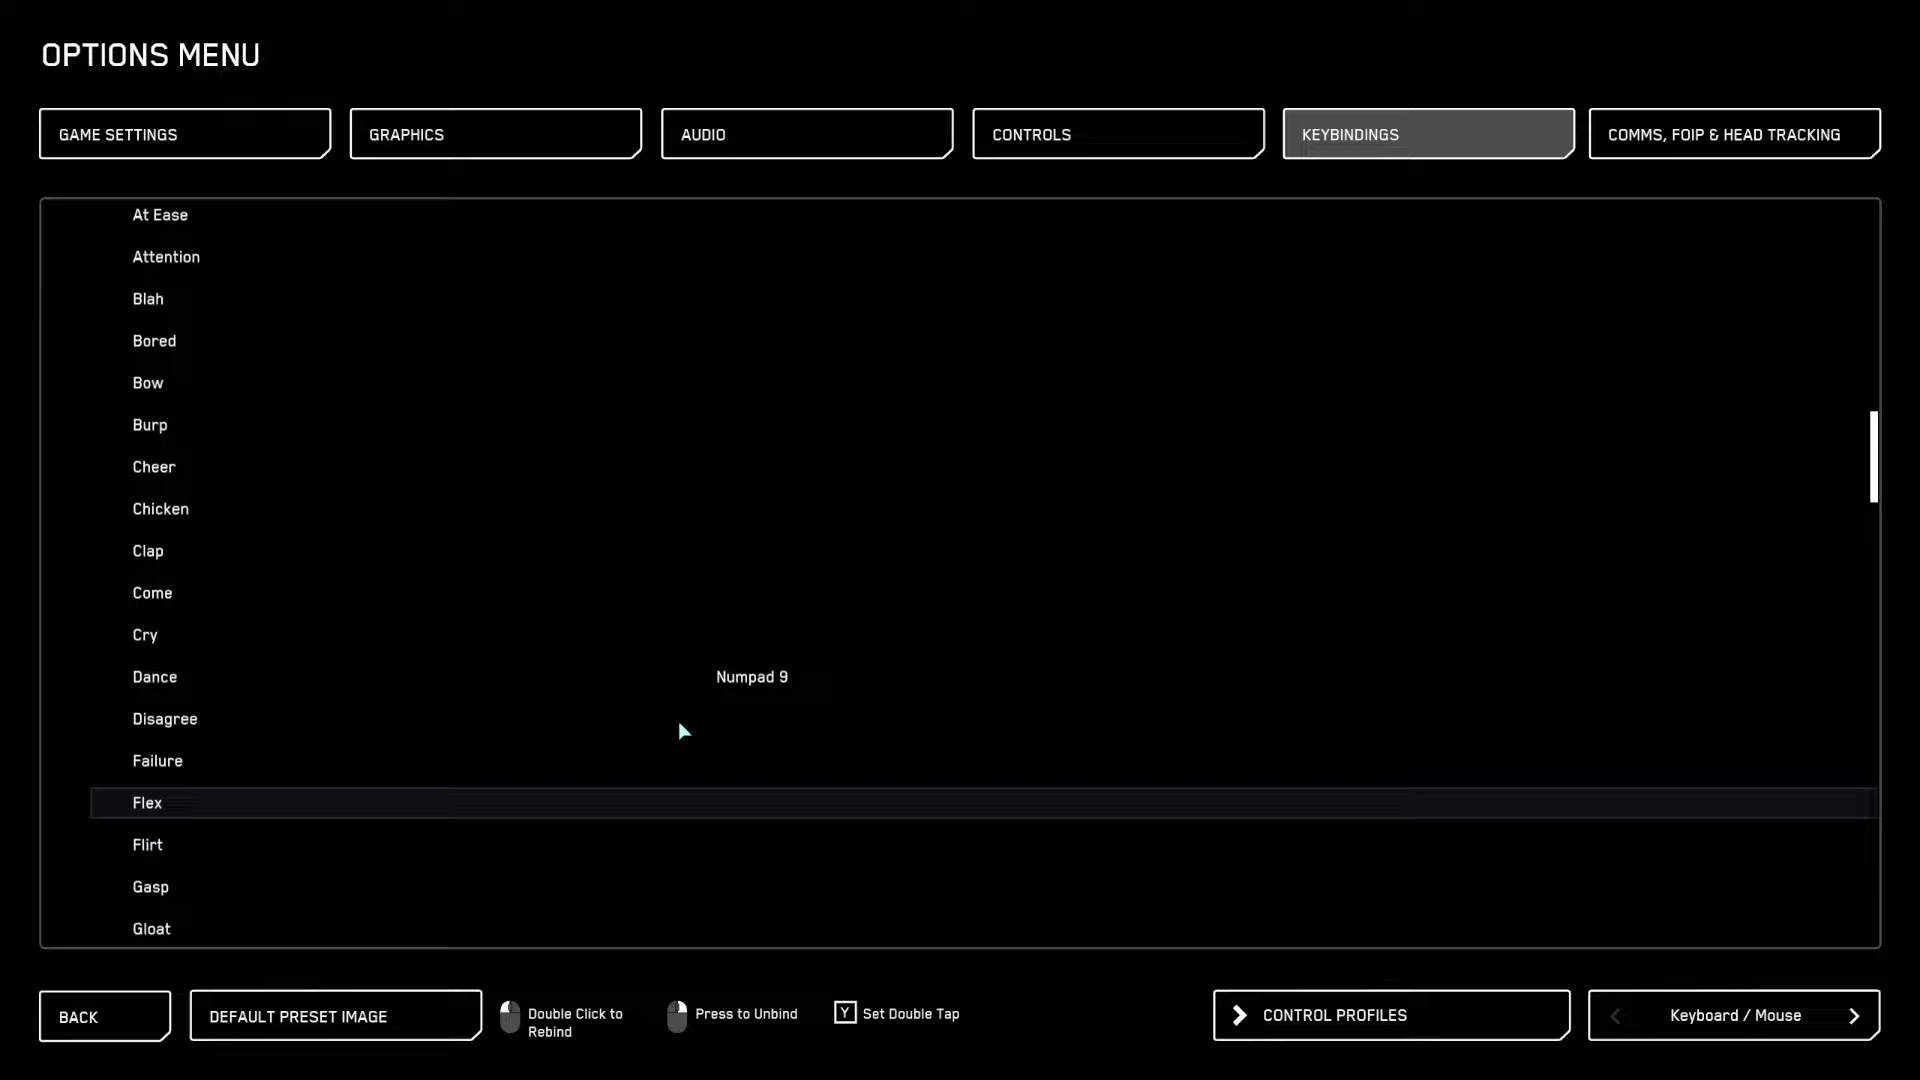 OPTIONS MENU
GAME SETTINGS
GRAPHICS
AUDIO
CONTROLS
KEYBINDINGS
COMMS, FOIP & HEAD TRACKING
At Ease
Attention
Blah
Bored
Bow
Burp
Cheer
Chicken
Clap
Come
Cry
Dance Numpad 9
Disagree
Failure
Flex
Flirt
Gasp
Gloat
BACK
DEFAULT PRESET IMAGE
Double Click to
Rebind
Press to Unbind
Y Set Double Tap
CONTROL PROFILES
Keyboard / Mouse